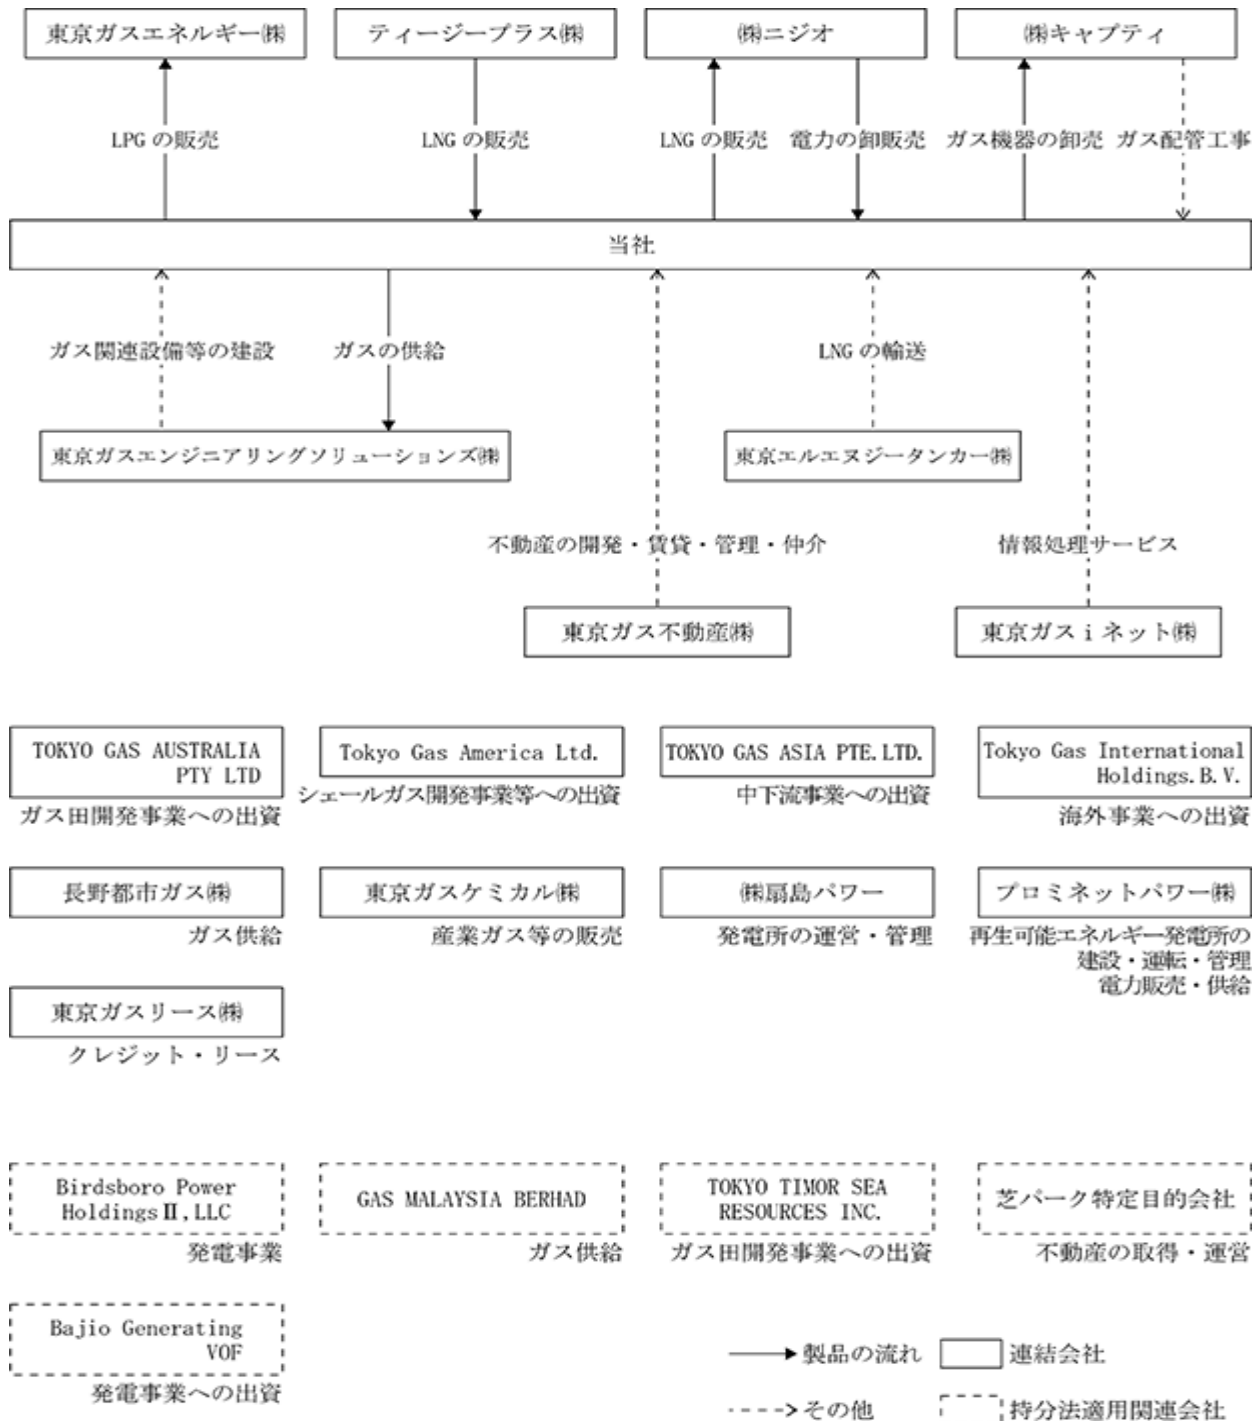 東京ガスエネルギー㈱
ティージープラス㈱
㈱ニジオ
㈱キャプティ
LPG の販売
LNG の販売
LNG の販売
電力の卸販売
ガス機器の卸売
ガス配管工事
当社
ガス関連設備等の建設
ガスの供給
LNG の輸送
東京ガスエンジニアリングソリューションズ㈱
東京エルエヌジータンカー㈱
不動産の開発・賃貸・管理・仲介
情報処理サービス
東京ガス不動産㈱
東京ガス i ネット㈱
TOKYO GAS AUSTRALIA
PTY LTD
ガス田開発事業への出資
Tokyo Gas America Ltd.
シェールガス開発事業等への出資
TOKYO GAS ASIA PTE.LTD.
中下流事業への出資
Tokyo Gas International
Holdings.B.V.
海外事業への出資
長野都市ガス㈱
ガス供給
東京ガスケミカル㈱
産業ガス等の販売
㈱扇島パワー
発電所の運営・管理
プロミネットパワー㈱
再生可能エネルギー発電所の
建設・運転・管理
電力販売・供給
東京ガスリース㈱
クレジット・リース
Birdsboro Power
HoldingsⅡ,LLC
発電事業
GAS MALAYSIA BERHAD
ガス供給
TOKYO TIMOR SEA
RESOURCES INC.
ガス田開発事業への出資
芝パーク特定目的会社
不動産の取得・運営
Bajio Generating
VOF
発電事業への出資
製品の流れ
連結会社
その他
持分法適用関連会社